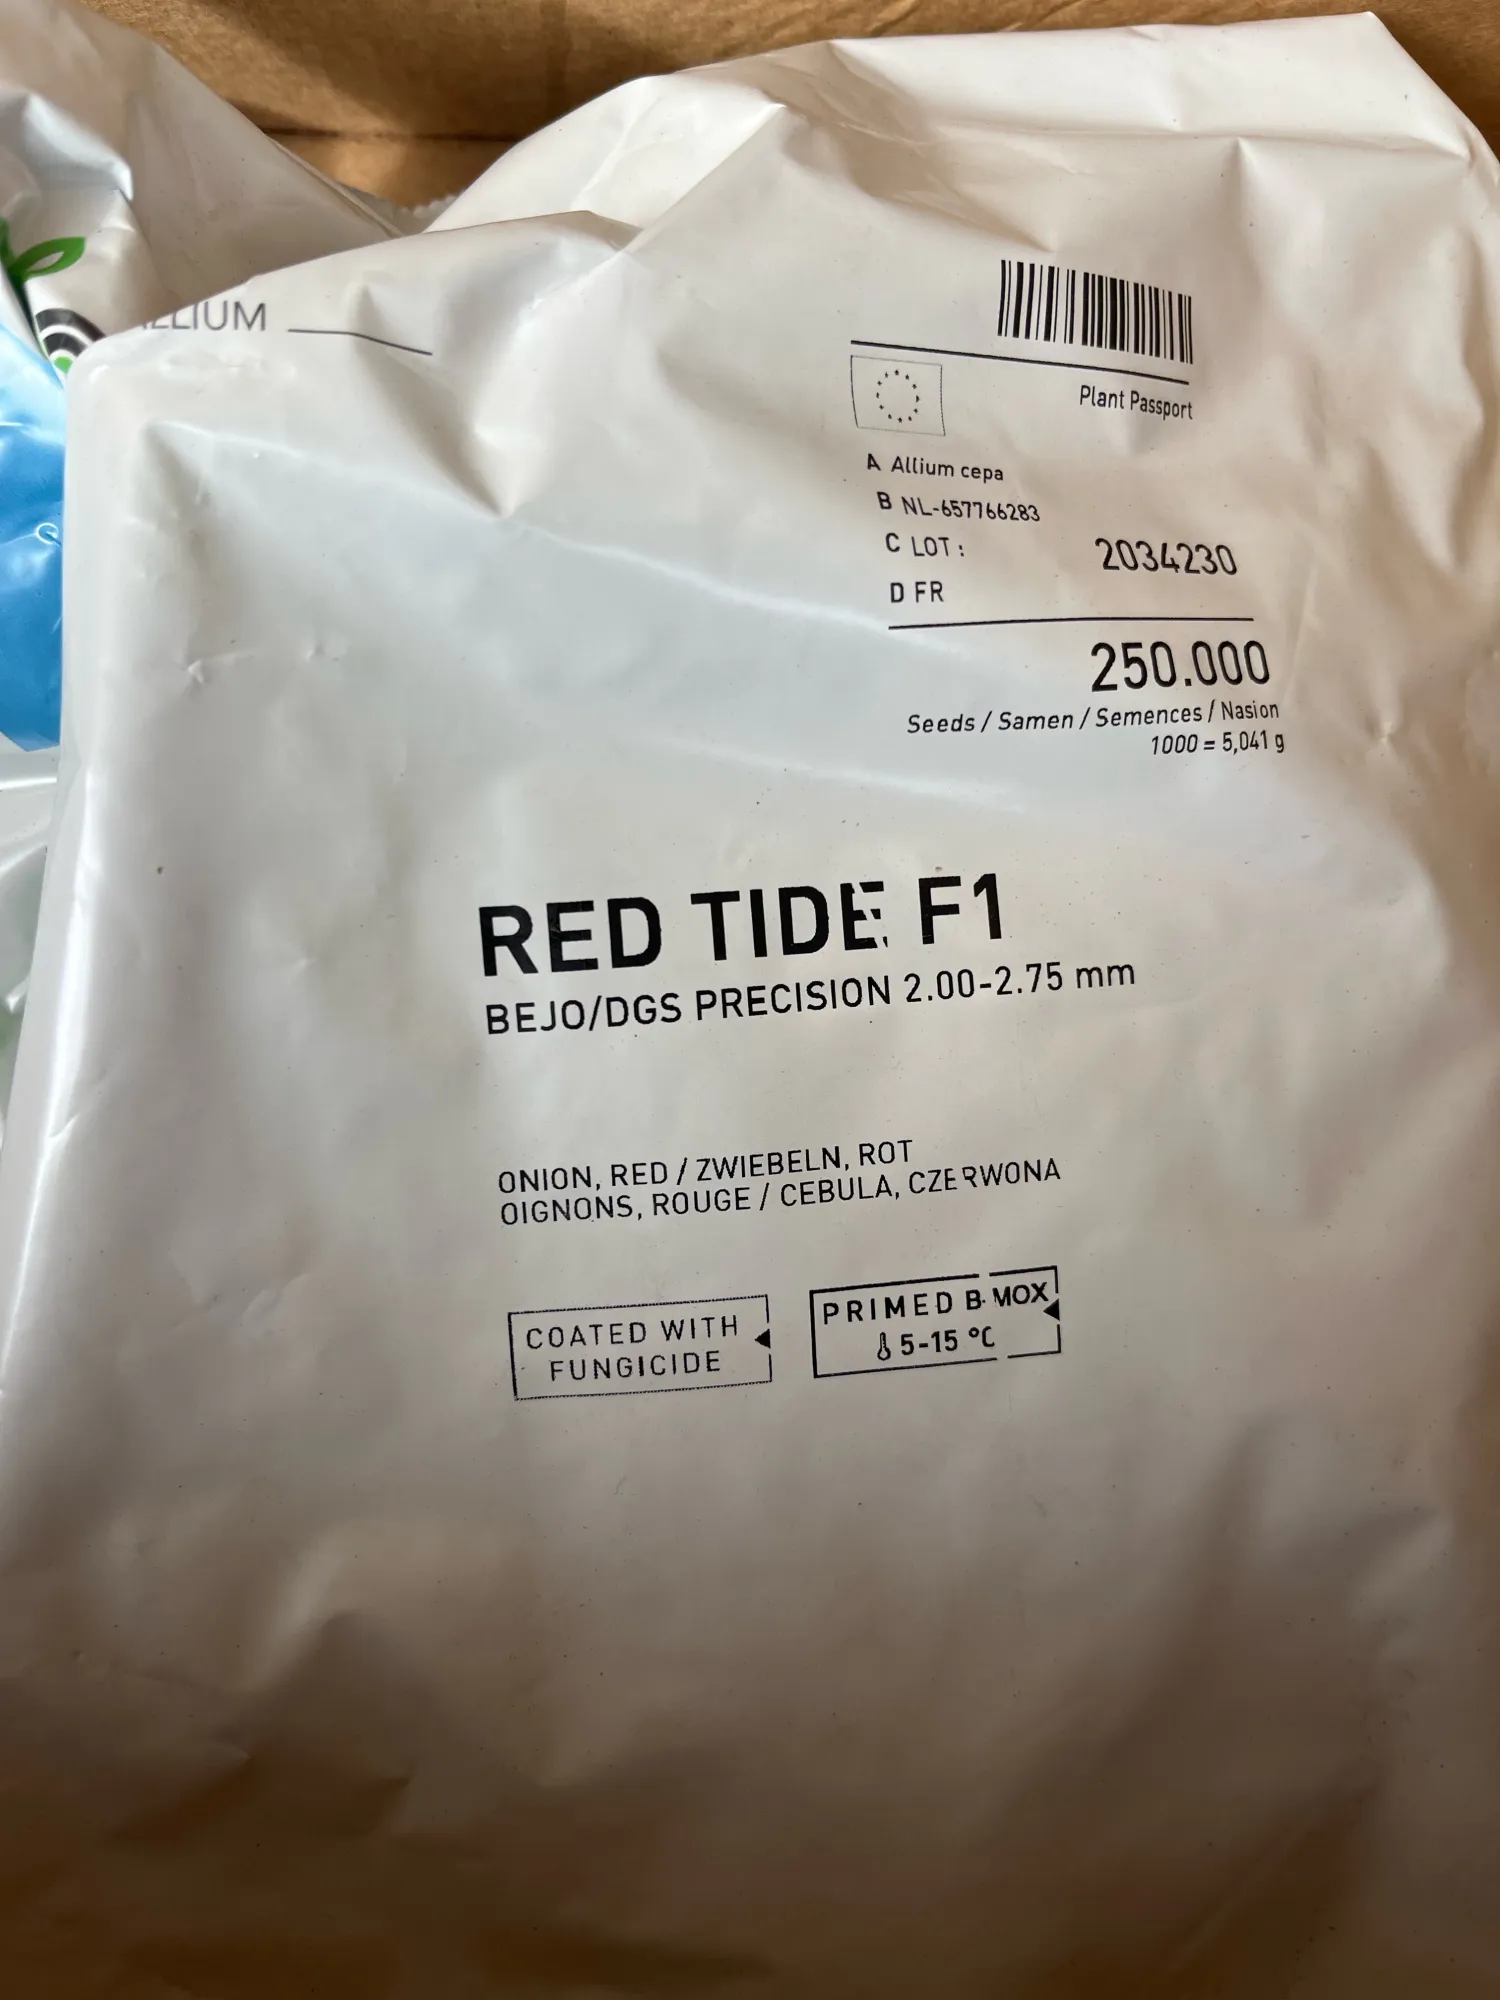 ALLIUM
Plant Passport
A Allium cepa
B NL-657766283
C LOT: 2034230
D FR
250.000
Seeds / Samen / Semences / Nasion
1000 = 5,041 g
RED TIDE F1
BEJO/DGS PRECISION 2.00-2.75 mm
ONION, RED / ZWIEBELN, ROT
OIGNONS, ROUGE / CEBULA, CZERWONA
COATED WITH
FUNGICIDE
PRIMED B-MOX
5-15 °C